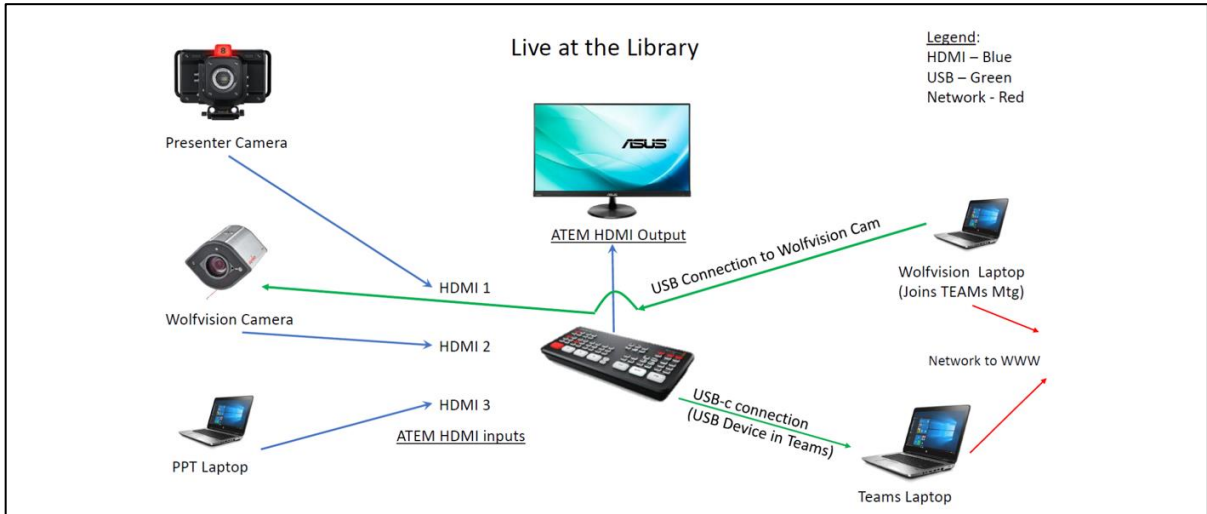 Live at the Library
Legend:
HDMI – Blue
USB – Green
Network - Red
Presenter Camera
ASUS
ATEM HDMI Output
USB Connection to Wolfvision Cam
Wolfvision Laptop
(Joins TEAMs Mtg)
Wolfvision Camera
HDMI 1
HDMI 2
Network to WWW
HDMI 3
ATEM HDMI inputs
PPT Laptop
USB-c connection
(USB Device in Teams)
Teams Laptop